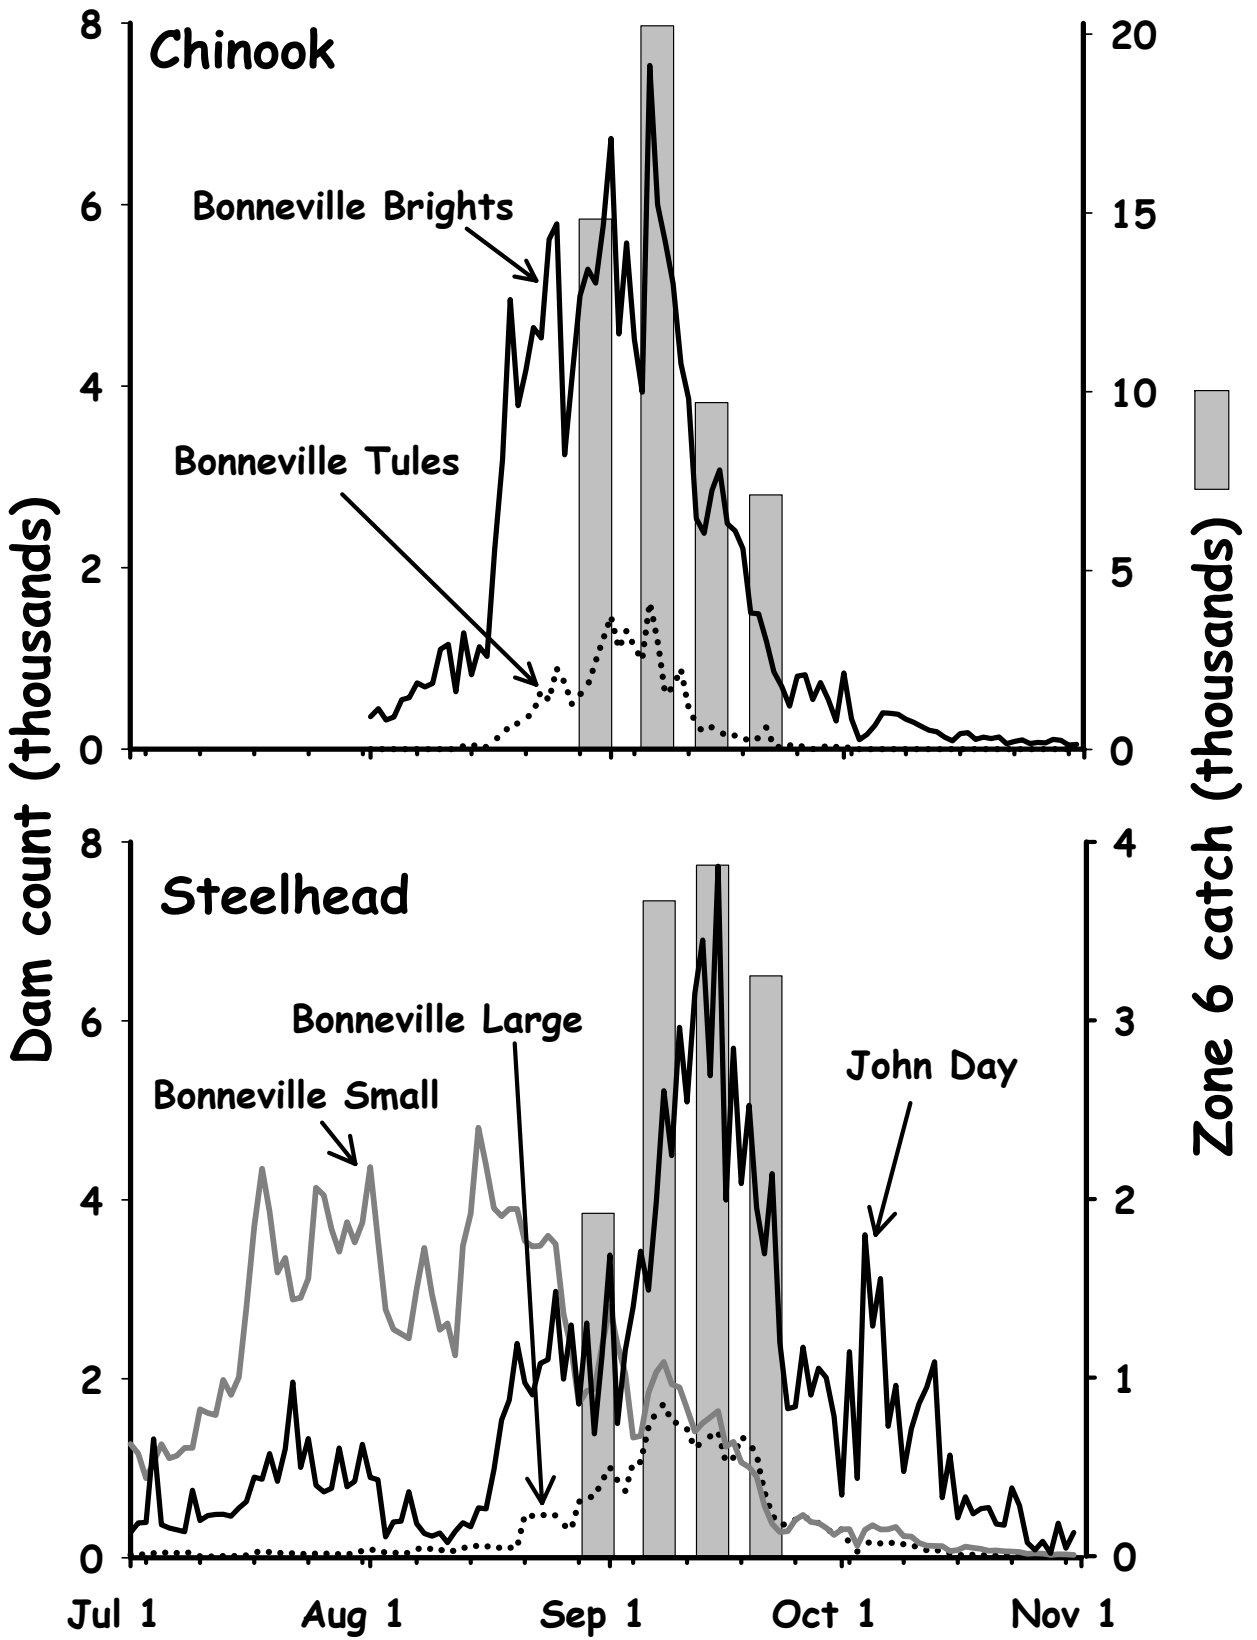 Chinook
Bonneville Brights
Bonneville Tules
8
6
4
2
0
20
15
10
5
0
Dam count (thousands)
Zone 6 catch (thousands)
Steelhead
Bonneville Large
Bonneville Small
John Day
8
6
4
2
0
4
3
2
1
0
Jul 1 Aug 1 Sep 1 Oct 1 Nov 1